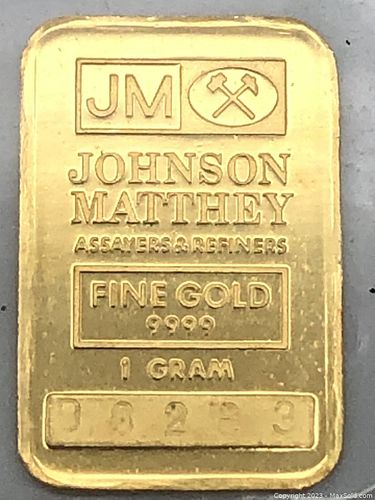 JM
JOHNSON
MATTHEY
ASSAYERS & REFINERS
FINE GOLD
9999
1 GRAM
Copyright 2023 - MaxSold.com